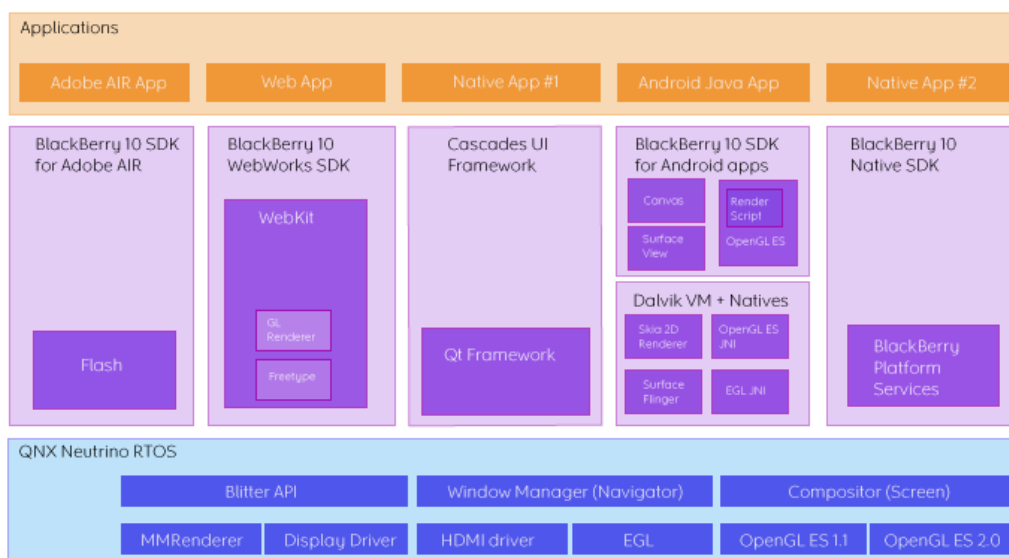 Applications
Adobe AIR App
Web App
Native App #1
Android Java App
Native App #2
BlackBerry 10 SDK
for Adobe AIR
Flash
BlackBerry 10
WebWorks SDK
WebKit
GL
Renderer
Freetype
Cascades UI
Framework
Qt Framework
BlackBerry 10 SDK
for Android apps
Canvas
Render
Script
Surface
View
OpenGL ES
Dalvik VM + Natives
Skia 2D
Renderer
OpenGL ES
JNI
Surface
Flinger
EGL JNI
BlackBerry 10
Native SDK
BlackBerry
Platform
Services
QNX Neutrino RTOS
Blitter API
Window Manager (Navigator)
Compositor (Screen)
MMRenderer
Display Driver
HDMI driver
EGL
OpenGL ES 1.1
OpenGL ES 2.0